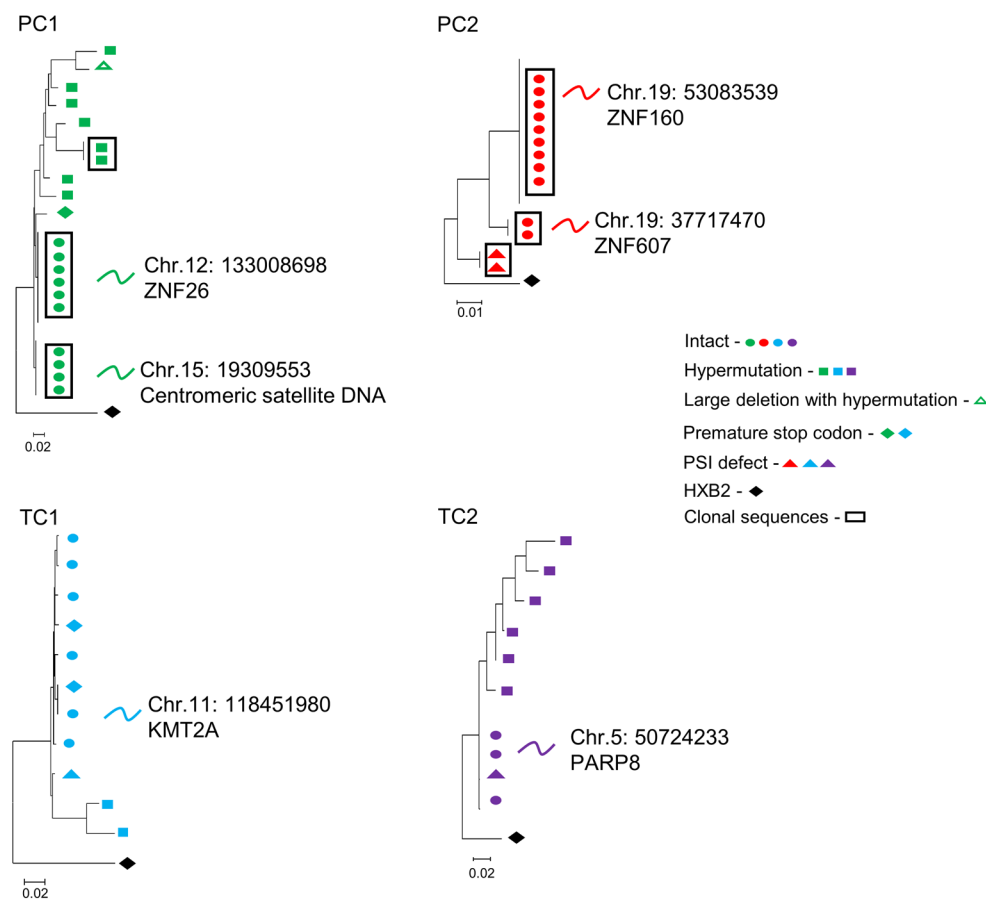 PC1
Chr.12: 133008698
ZNF26
Chr.15: 19309553
Centromeric satellite DNA
0.02
PC2
Chr.19: 53083539
ZNF160
Chr.19: 37717470
ZNF607
0.01
Intact -
Hypermutation -
Large deletion with hypermutation -
Premature stop codon -
PSI defect -
HXB2 -
Clonal sequences -
TC1
Chr.11: 118451980
KMT2A
0.02
TC2
Chr.5: 50724233
PARP8
0.02